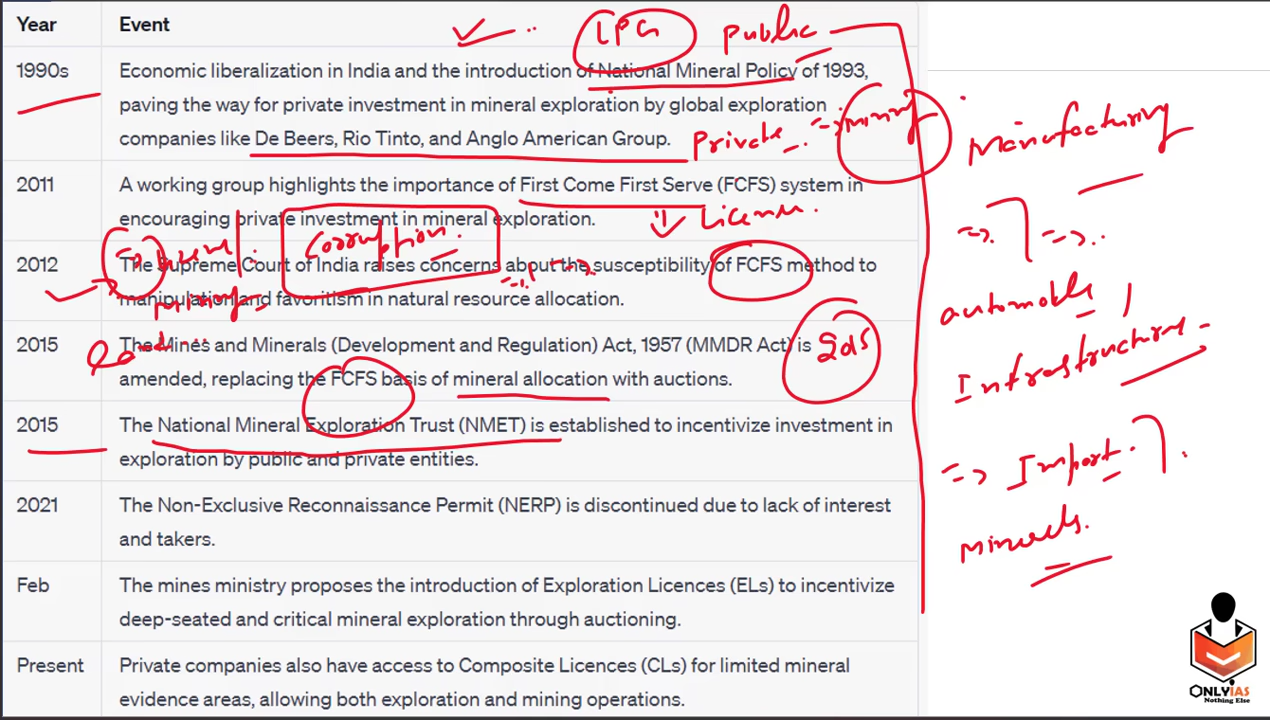 Year Event
LPG public
1990s Economic liberalization in India and the introduction of National Mineral Policy of 1993,
paving the way for private investment in mineral exploration by global exploration
companies like De Beers, Rio Tinto, and Anglo American Group.
Private => mining
2011 A working group highlights the importance of First Come First Serve (FCFS) system in
encouraging private investment in mineral exploration.
License
Corruption
2012 The Supreme Court of India raises concerns about the susceptibility of FCFS method to
manipulation and favoritism in natural resource allocation.
2015 The Mines and Minerals (Development and Regulation) Act, 1957 (MMDR Act) is
amended, replacing the FCFS basis of mineral allocation with auctions.
2015 The National Mineral Exploration Trust (NMET) is established to incentivize investment in
exploration by public and private entities.
2021 The Non-Exclusive Reconnaissance Permit (NERP) is discontinued due to lack of interest
and takers.
Feb The mines ministry proposes the introduction of Exploration Licences (ELs) to incentivize
deep-seated and critical mineral exploration through auctioning.
Present Private companies also have access to Composite Licences (CLs) for limited mineral
evidence areas, allowing both exploration and mining operations.
Manufacturing
=> =>
automobile,
Infrastructure
=> Import
minerals.
ONLYIAS
Nothing Else